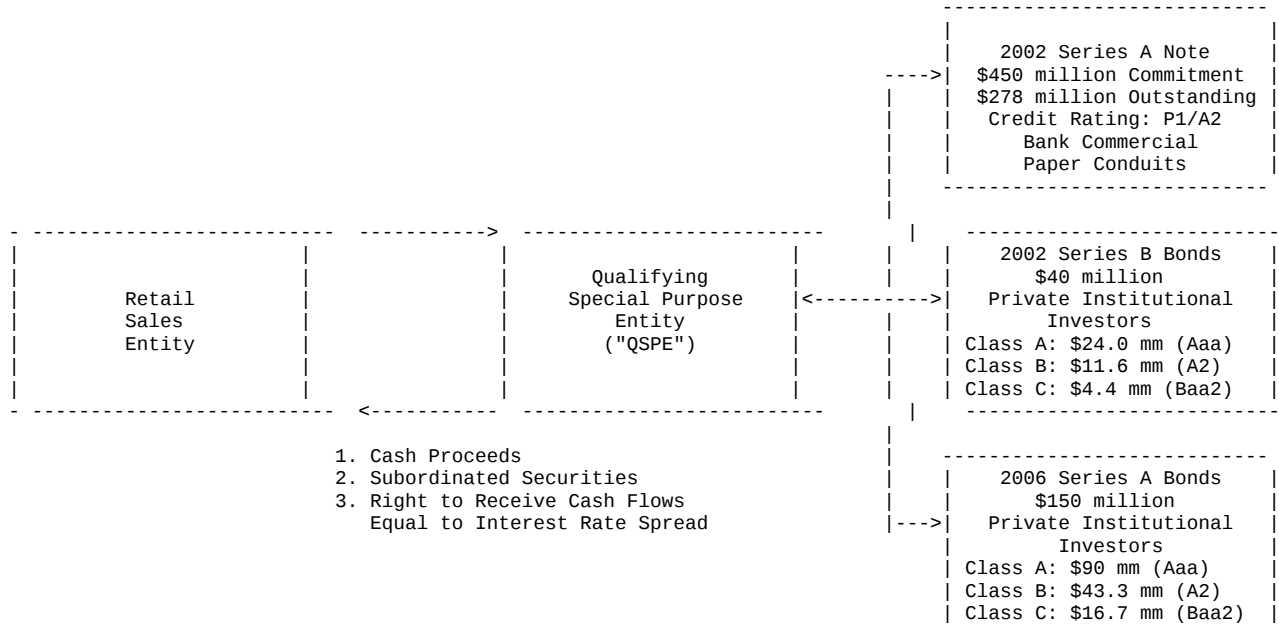 2002 Series A Note
$450 million Commitment
$278 million Outstanding
Credit Rating: P1/A2
Bank Commercial
Paper Conduits
Retail
Sales
Entity
Qualifying
Special Purpose
Entity
("QSPE")
2002 Series B Bonds
$40 million
Private Institutional
Investors
Class A: $24.0 mm (Aaa)
Class B: $11.6 mm (A2)
Class C: $4.4 mm (Baa2)
1. Cash Proceeds
2. Subordinated Securities
3. Right to Receive Cash Flows
Equal to Interest Rate Spread
2006 Series A Bonds
$150 million
Private Institutional
Investors
Class A: $90 mm (Aaa)
Class B: $43.3 mm (A2)
Class C: $16.7 mm (Baa2)